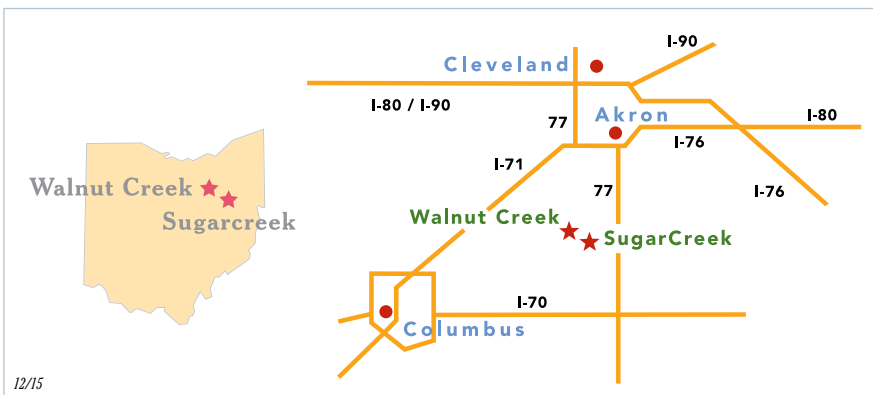 Walnut Creek
Sugarcreek
I-90
Cleveland
I-80 / I-90
77
Akron
I-80
I-76
I-71
I-76
77
Walnut Creek
SugarCreek
I-70
Columbus
12/15